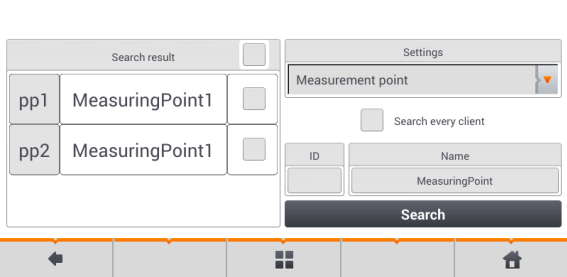 Search result
pp1 MeasuringPoint1
pp2 MeasuringPoint1
Settings
Measurement point
Search every client
ID Name
MeasuringPoint
Search